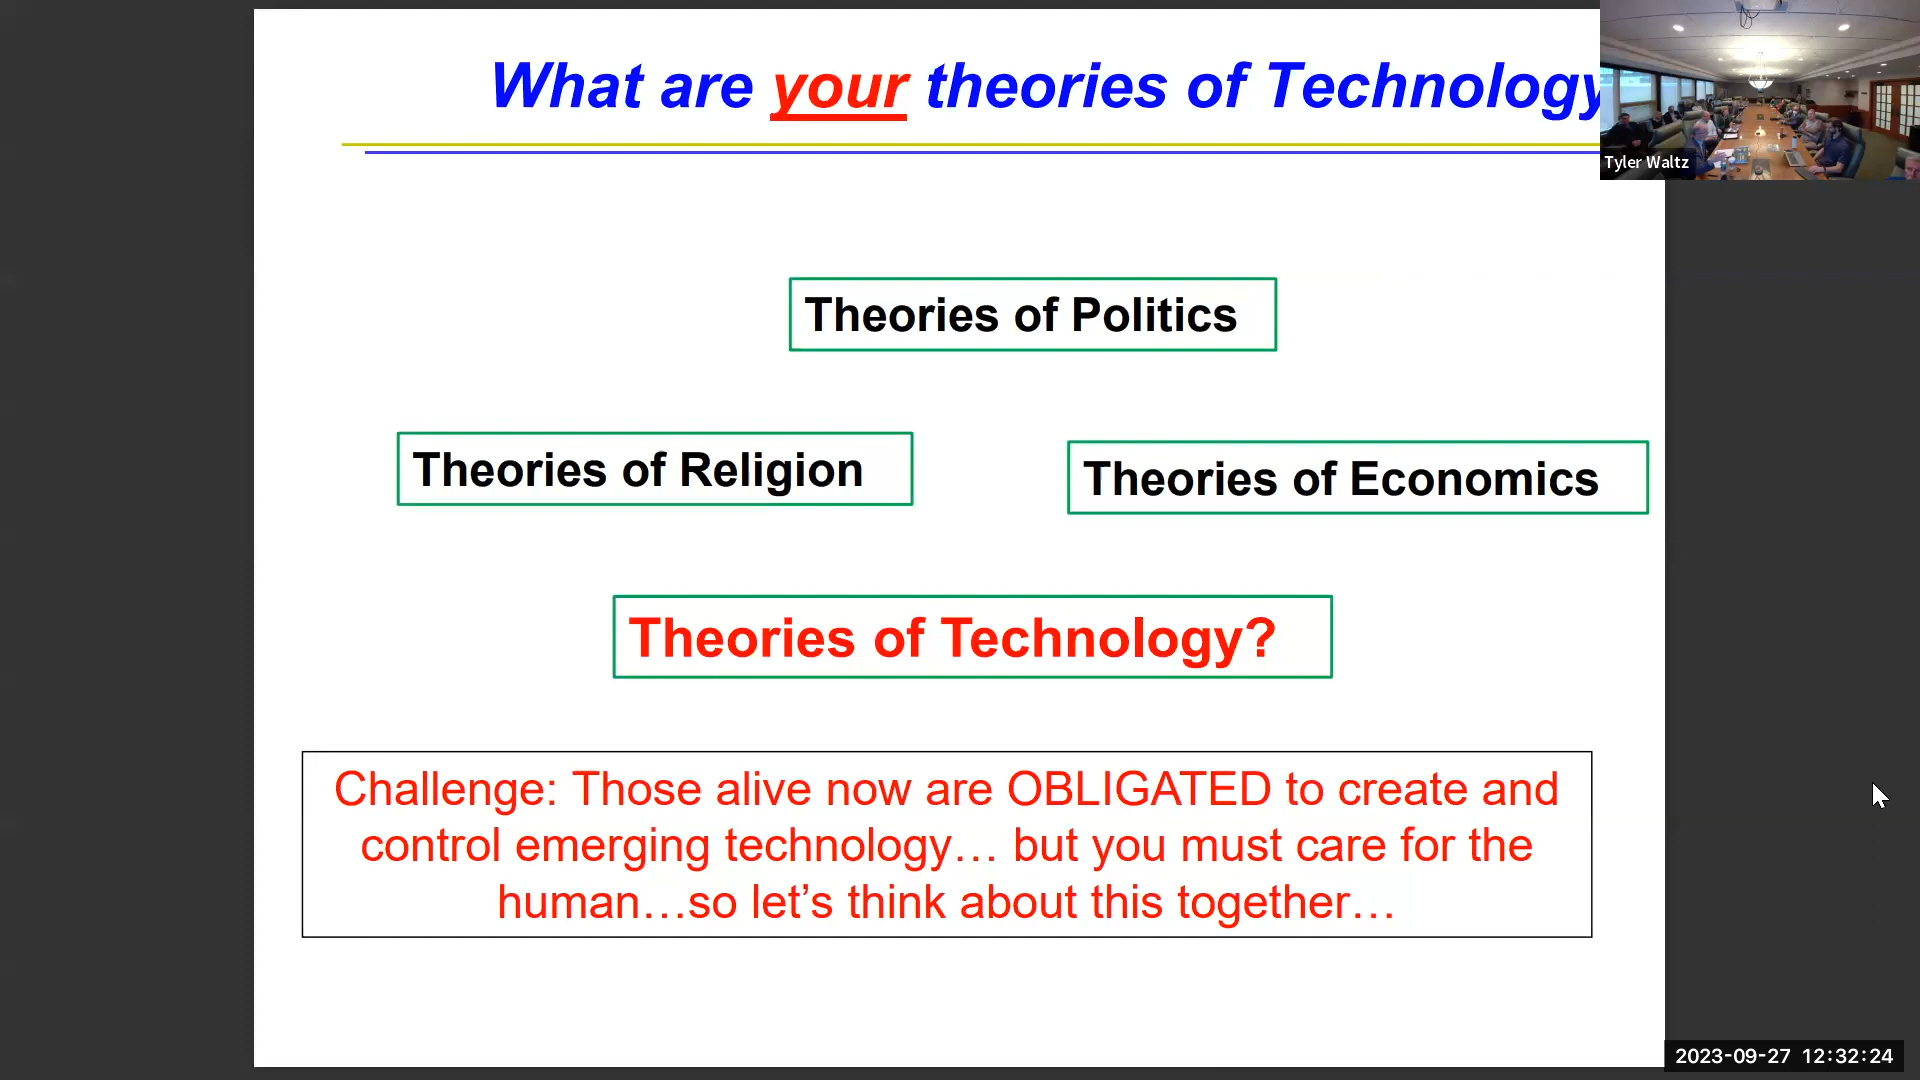 What are your theories of Technology
Tyler Waltz
Theories of Politics
Theories of Religion
Theories of Economics
Theories of Technology?
Challenge: Those alive now are OBLIGATED to create and
control emerging technology… but you must care for the
human…so let’s think about this together…
2023-09-27 12:32:24